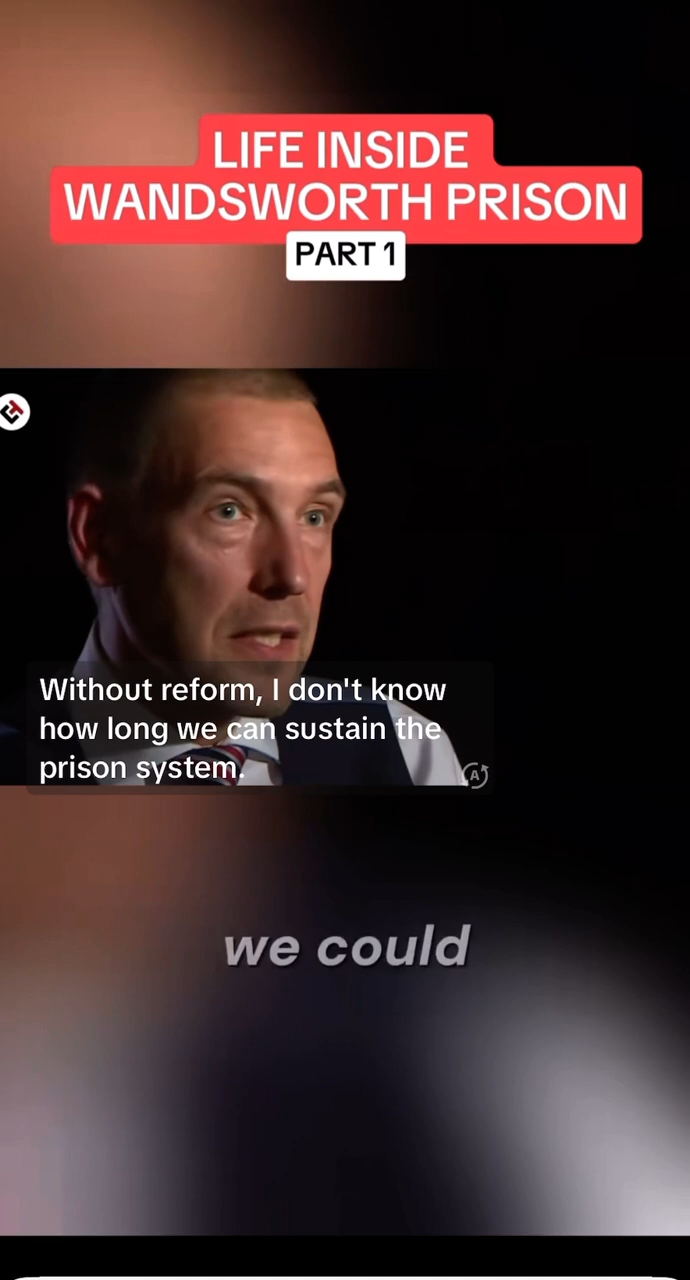 LIFE INSIDE
WANDSWORTH PRISON
PART 1
Without reform, I don't know
how long we can sustain the
prison system.
A
we could